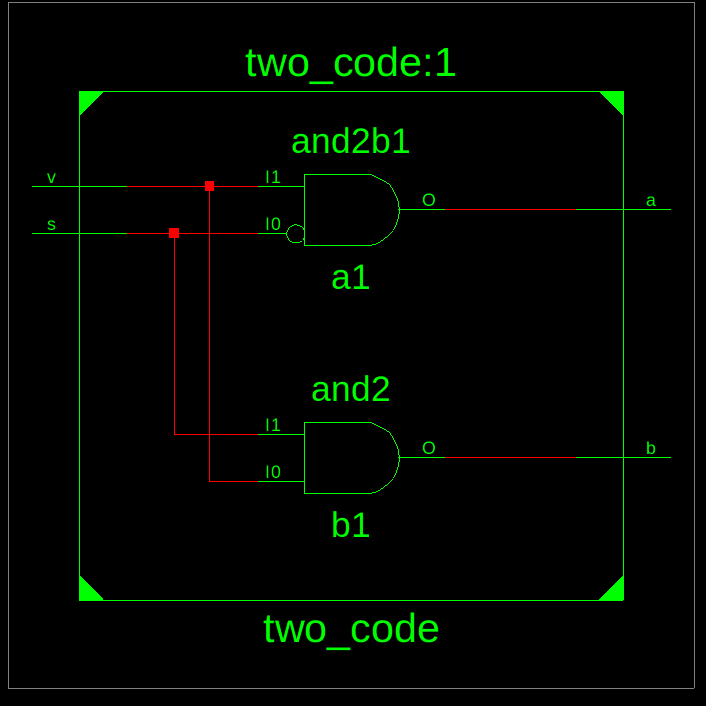 two_code:1
and2b1
v
I1
O
a
s
I0
a1
and2
I1
O
b
I0
b1
two_code